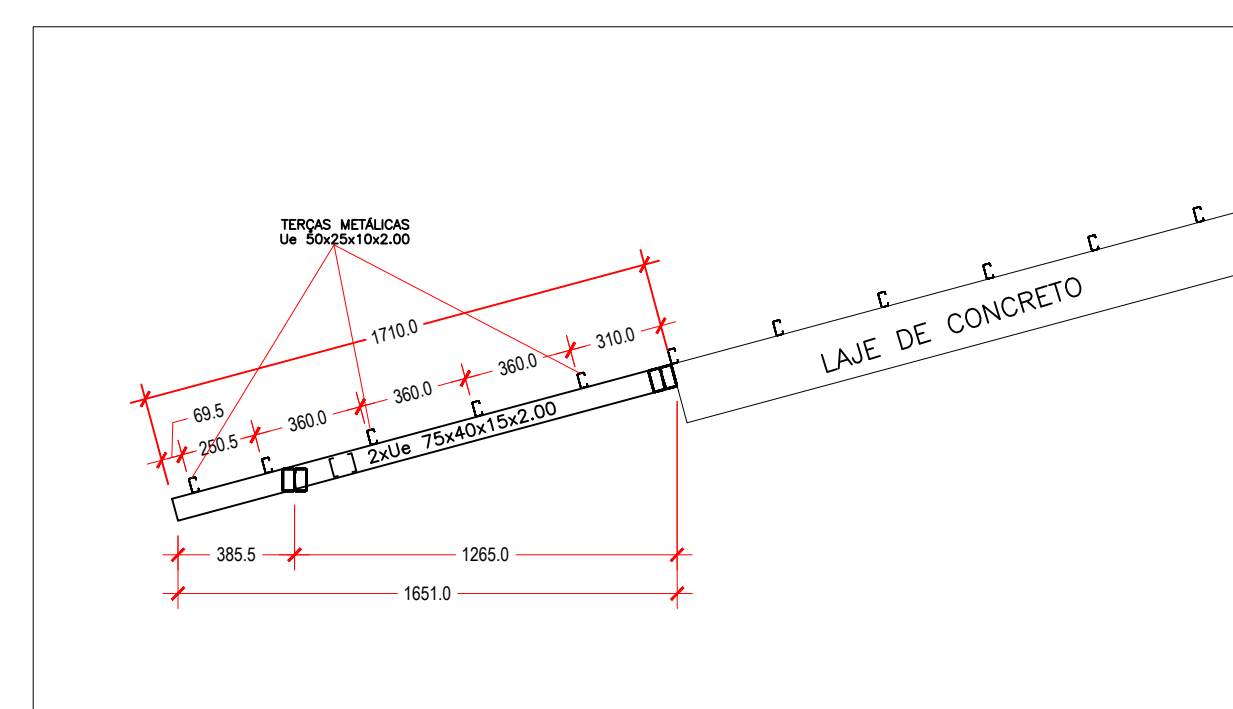 TERÇAS METÁLICAS
Ue 50x25x10x2.00
1710.0
310.0
360.0
360.0
360.0
250.5
69.5
LAJE DE CONCRETO
2xUe 75x40x15x2.00
385.5
1265.0
1651.0